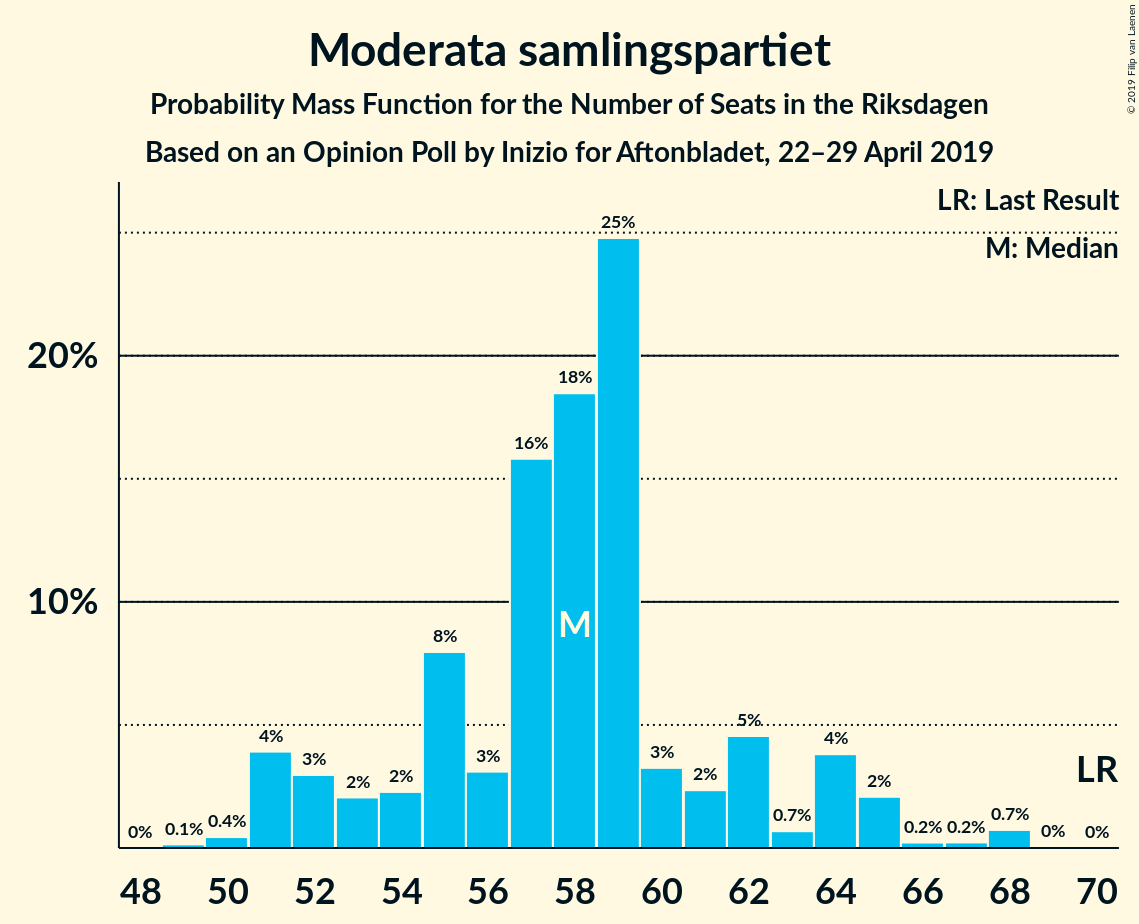 Moderata samlingspartiet
Probability Mass Function for the Number of Seats in the Riksdagen
Based on an Opinion Poll by Inizio for Aftonbladet, 22–29 April 2019
© 2019 Filip van Laenen
LR: Last Result
M: Median
20%
10%
0%
0.1%
0.4%
4%
3%
2%
2%
8%
3%
16%
18%
25%
3%
2%
5%
0.7%
4%
2%
0.2%
0.2%
0.7%
0%
0%
M
LR
48 50 52 54 56 58 60 62 64 66 68 70